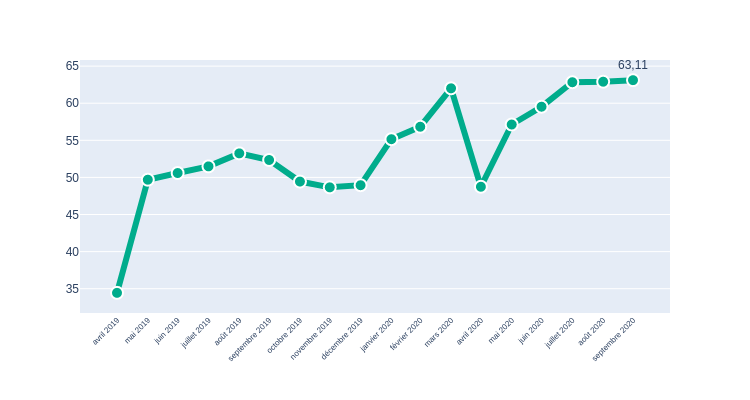 63,11
65
60
55
50
45
40
35
avril 2019
mai 2019
juin 2019
juillet 2019
août 2019
septembre 2019
octobre 2019
novembre 2019
décembre 2019
janvier 2020
février 2020
mars 2020
avril 2020
mai 2020
juin 2020
juillet 2020
août 2020
septembre 2020